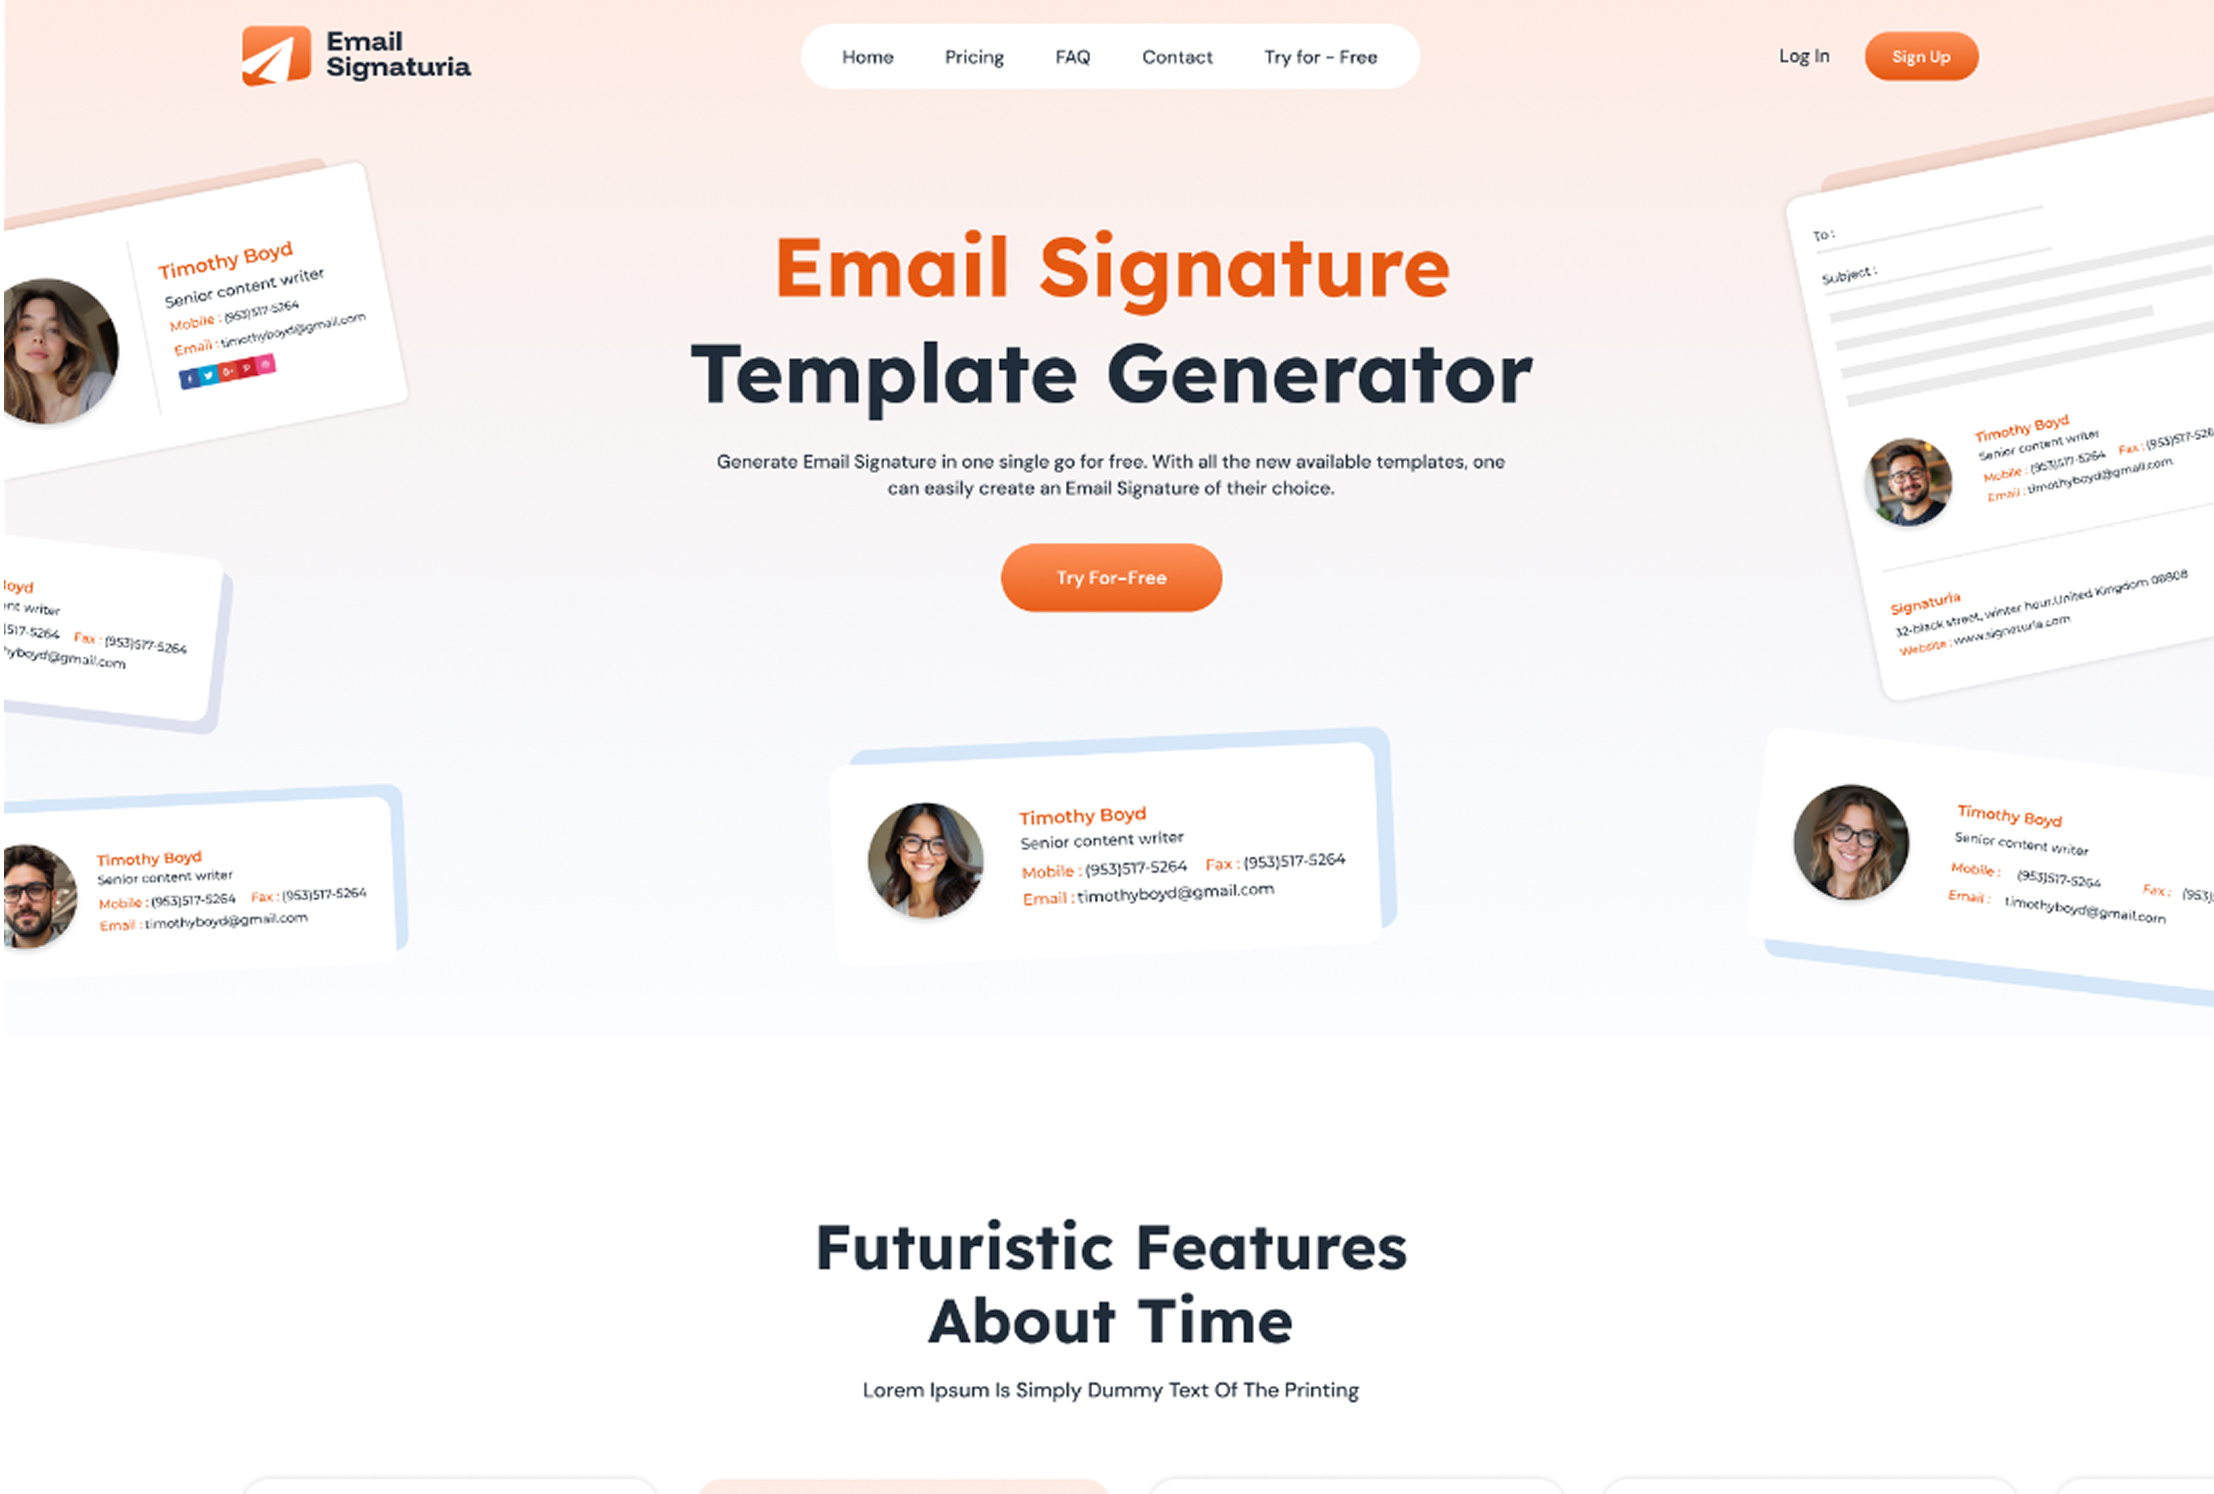 Email
Signaturia
Home
Pricing
FAQ
Contact
Try for - Free
Log In
Sign Up
Timothy Boyd
Senior content writer
Mobile : (953)517-5264
Email : timothyboyd@gmail.com
Email Signature
Template Generator
Generate Email Signature in one single go for free. With all the new available templates, one
can easily create an Email Signature of their choice.
Try For-Free
To :
Subject :
Timothy Boyd
Senior content writer
Mobile : (953)517-5264 Fax : (953)517-526
Email : timothyboyd@gmail.com
Signaturia
32-black street, winter hour,United Kingdom 08808
Website : www.signaturia.com
oyd
nt writer
)517-5264 Fax : (953)517-5264
hyboyd@gmail.com
Timothy Boyd
Senior content writer
Mobile : (953)517-5264 Fax : (953)517-5264
Email : timothyboyd@gmail.com
Timothy Boyd
Senior content writer
Mobile : (953)517-5264 Fax : (953)517-5264
Email : timothyboyd@gmail.com
Timothy Boyd
Senior content writer
Mobile : (953)517-5264 Fax : (953)
Email : timothyboyd@gmail.com
Futuristic Features
About Time
Lorem Ipsum Is Simply Dummy Text Of The Printing